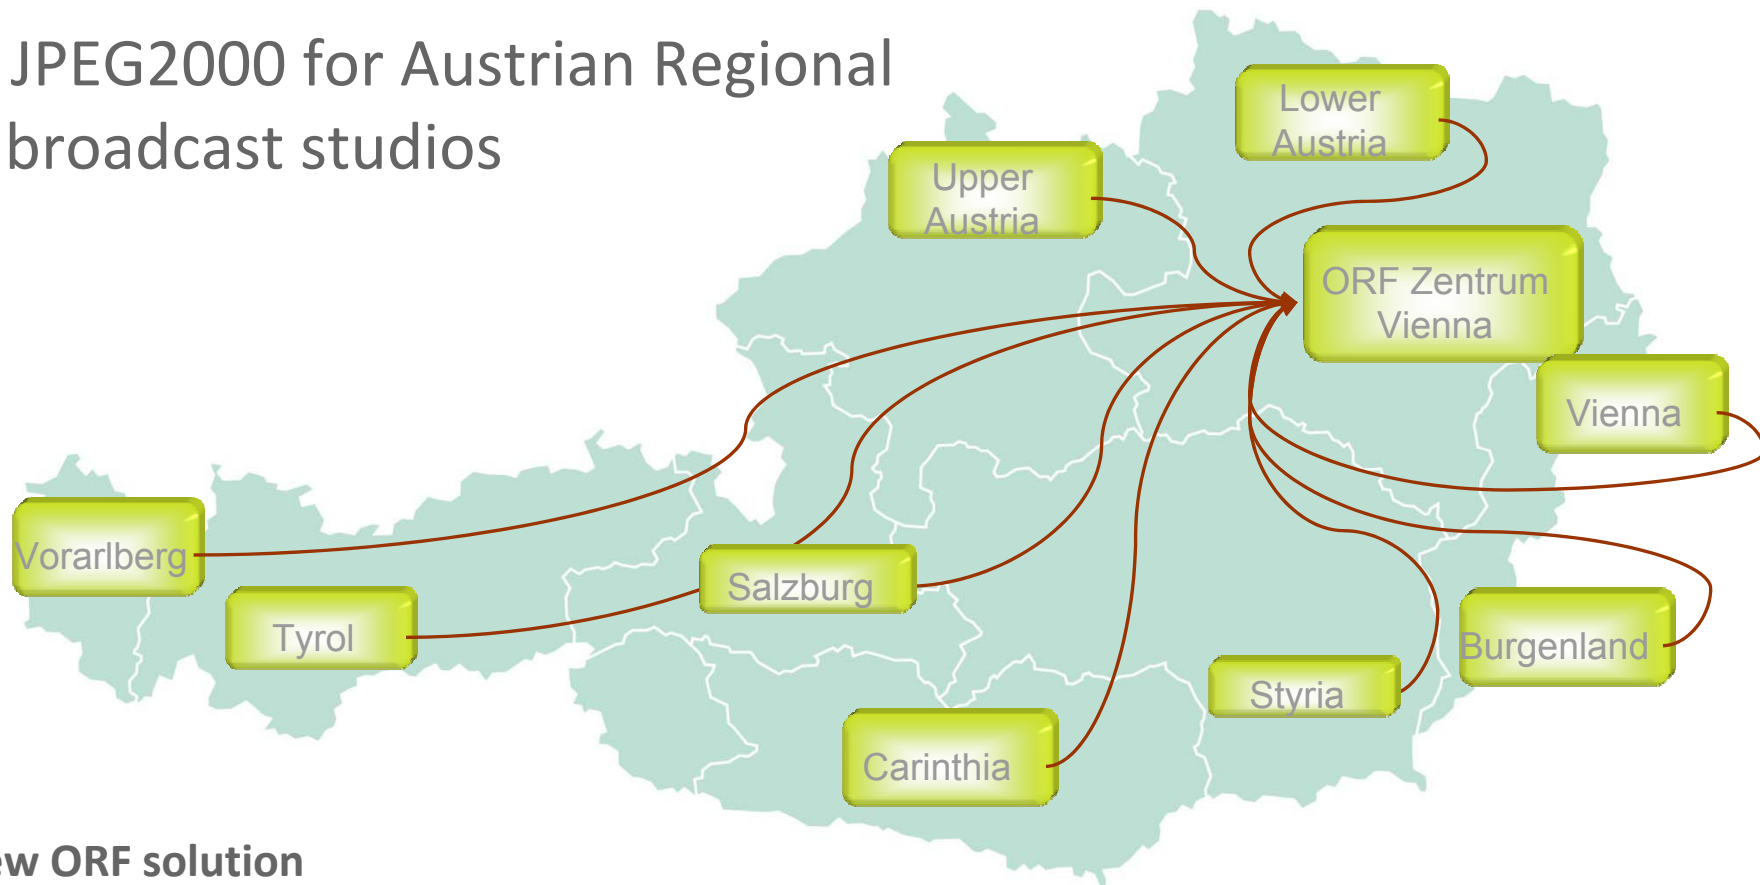 JPEG2000 for Austrian Regional
broadcast studios
Lower
Austria
Upper
Austria
ORF Zentrum
Vienna
Vienna
Vorarlberg
Salzburg
Tyrol
Burgenland
Styria
Carinthia
ORF solution